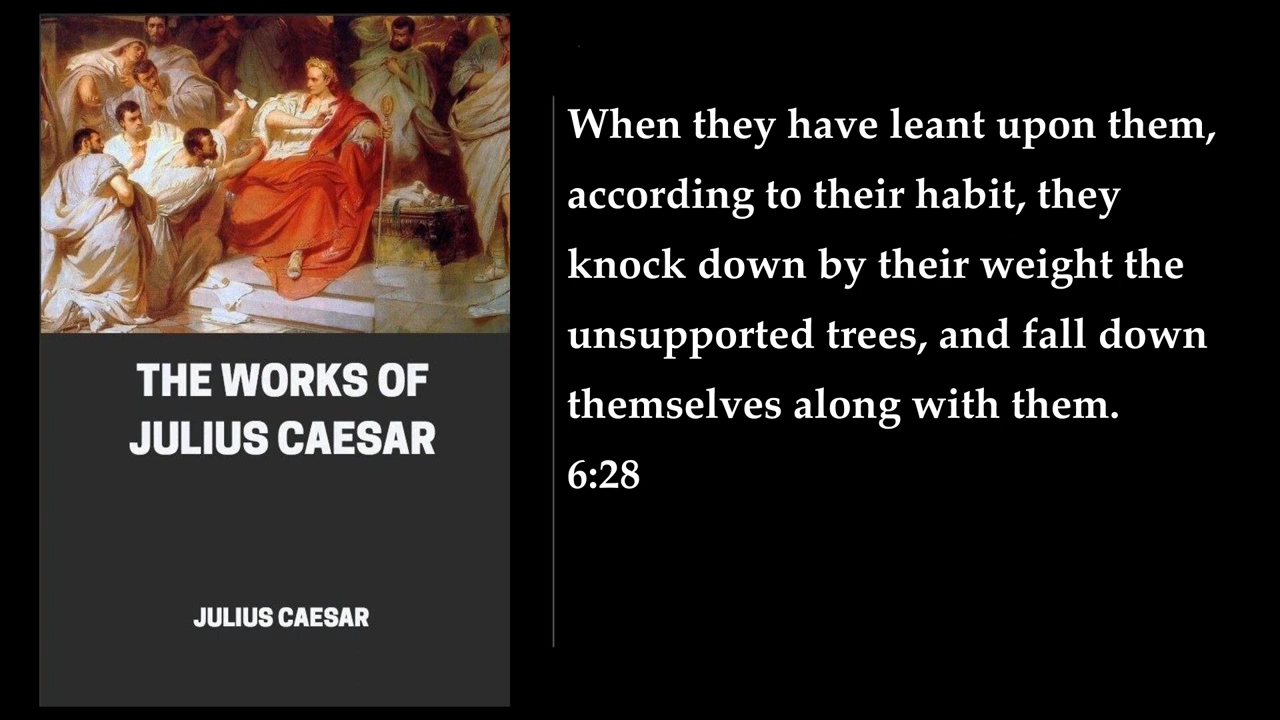 THE WORKS OF
JULIUS CAESAR
JULIUS CAESAR
When they have leant upon them,
according to their habit, they
knock down by their weight the
unsupported trees, and fall down
themselves along with them.
6:28